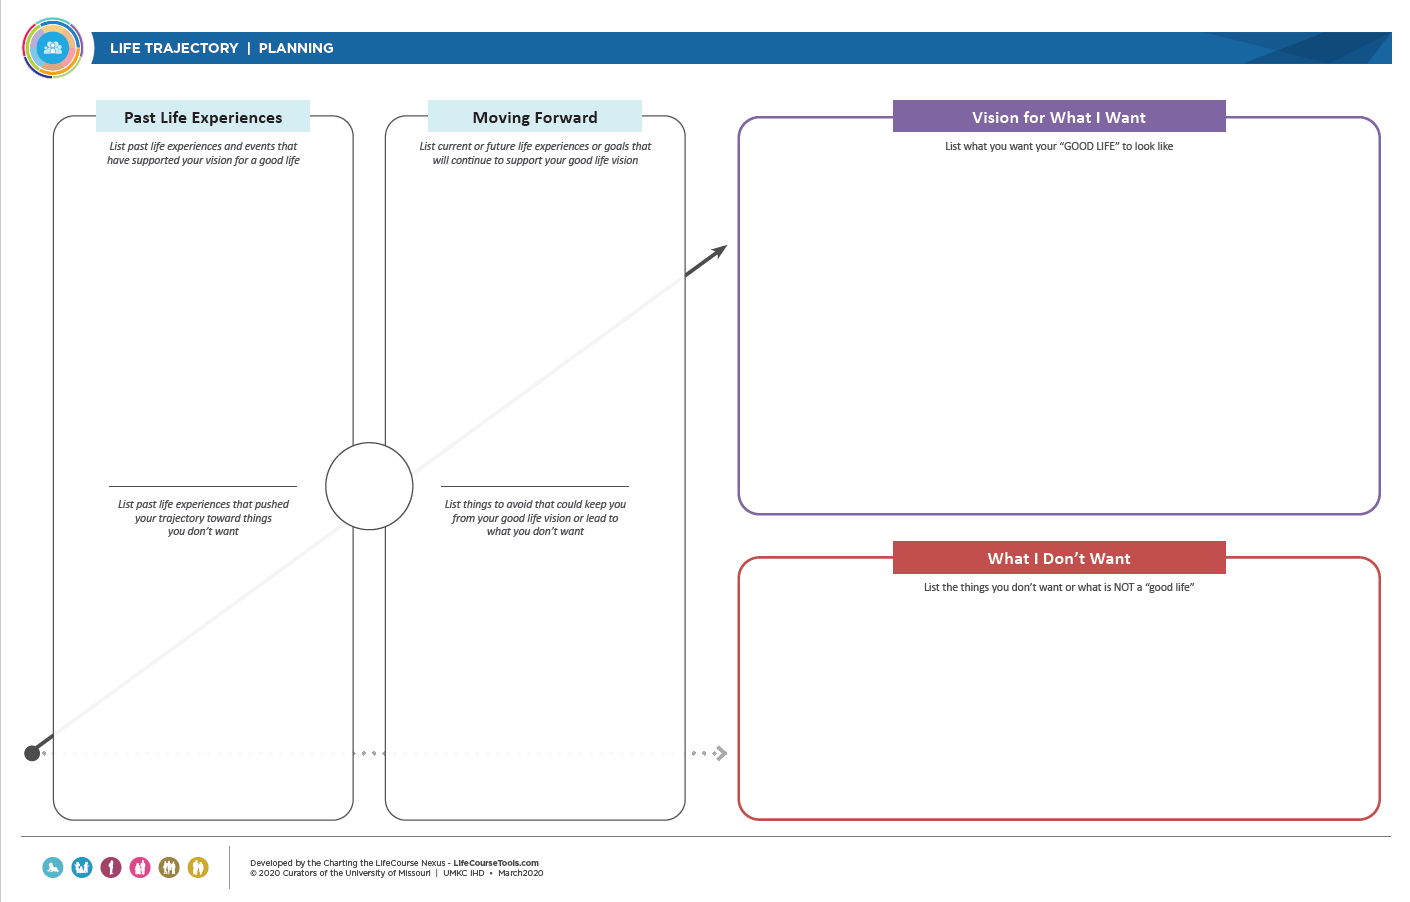 LIFE TRAJECTORY | PLANNING
Past Life Experiences
List past life experiences and events that
have supported your vision for a good life
List past life experiences that pushed
your trajectory toward things
you don’t want
Moving Forward
List current or future life experiences or goals that
will continue to support your good life vision
List things to avoid that could keep you
from your good life vision or lead to
what you don’t want
Vision for What I Want
List what you want your “GOOD LIFE” to look like
What I Don’t Want
List the things you don’t want or what is NOT a “good life”
Developed by the Charting the LifeCourse Nexus - LifeCourseTools.com
© 2020 Curators of the University of Missouri | UMKC IHD • March2020